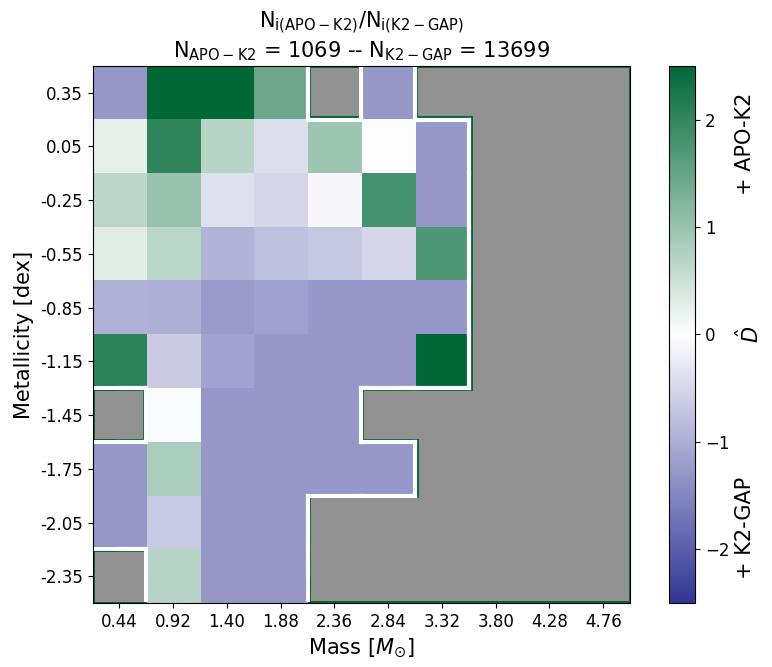 N_i(APO−K2)/N_i(K2−GAP)
N_APO−K2 = 1069 -- N_K2−GAP = 13699
0.35
0.05
-0.25
-0.55
-0.85
-1.15
-1.45
-1.75
-2.05
-2.35
Metallicity [dex]
0.44 0.92 1.40 1.88 2.36 2.84 3.32 3.80 4.28 4.76
Mass [M_⊙]
2
1
0
−1
−2
+ APO-K2
D̂
+ K2-GAP